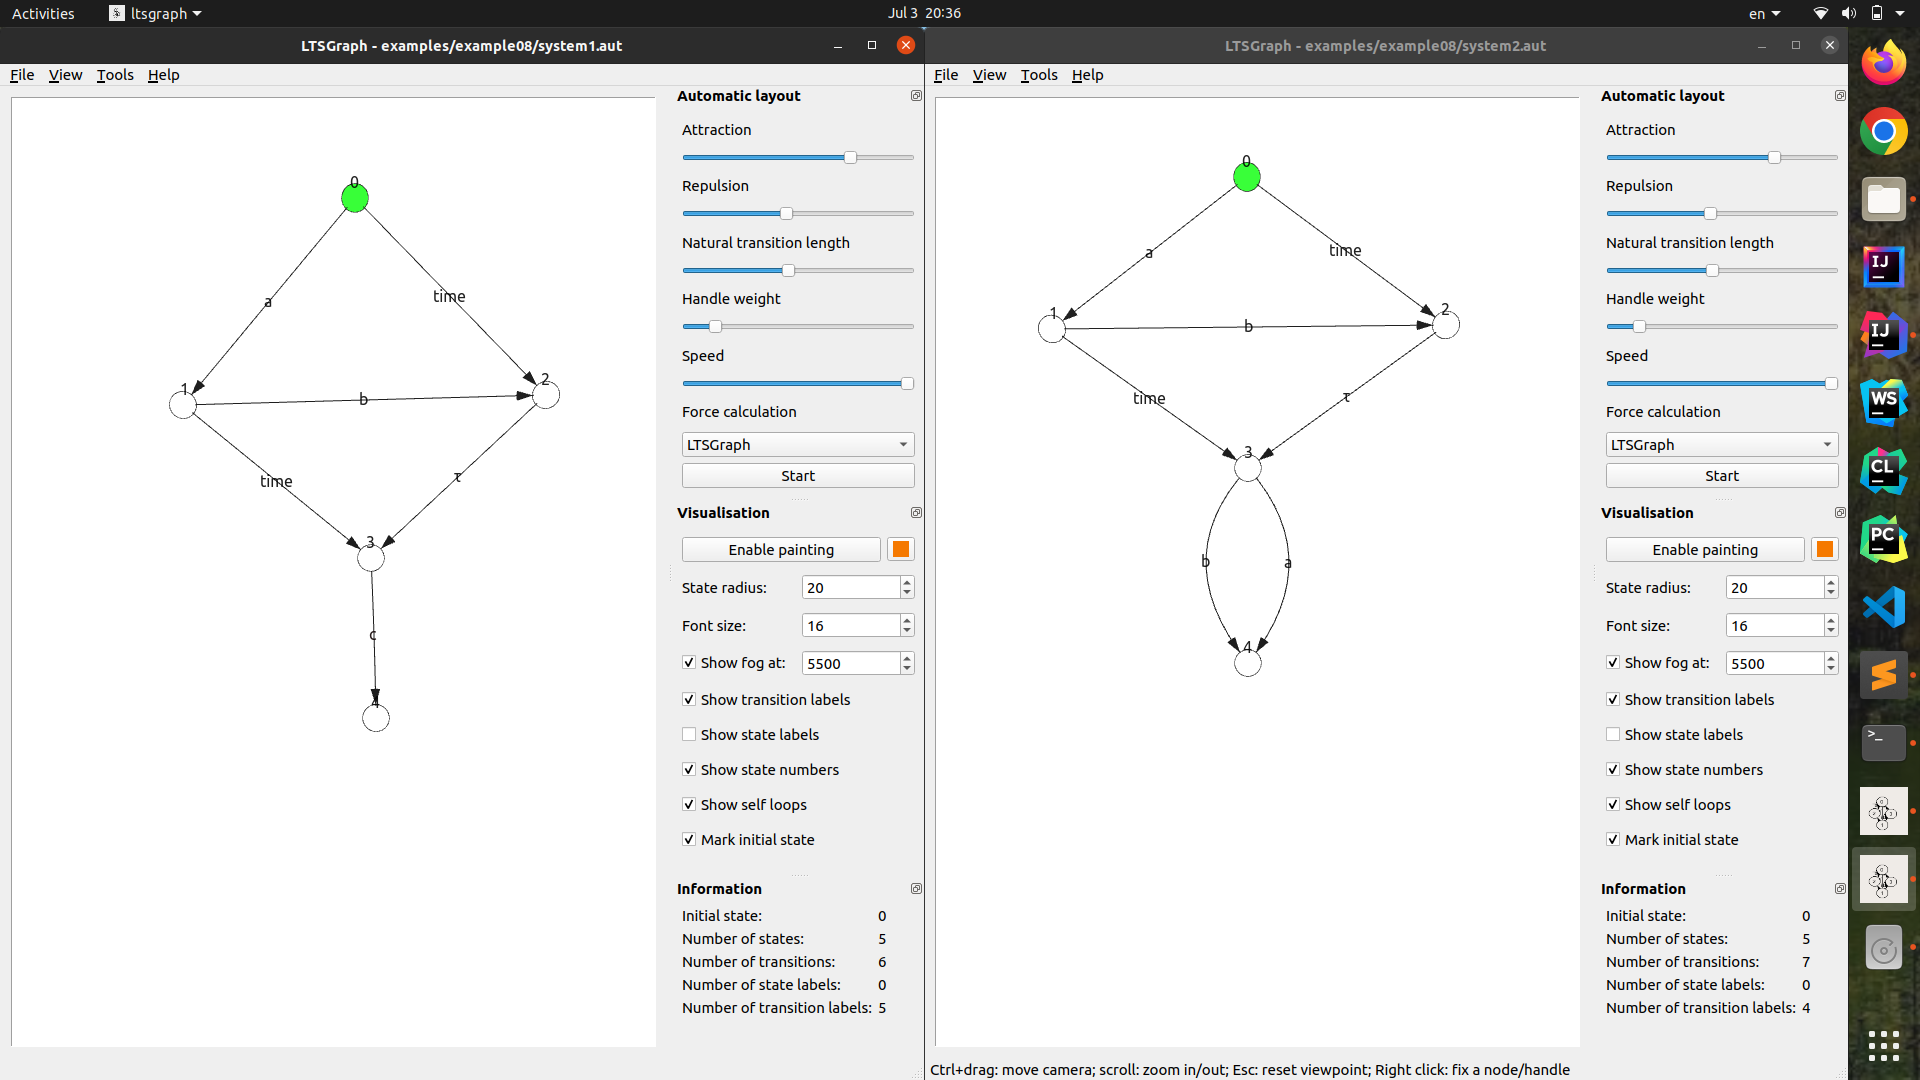 Activities
ltsgraph
Jul 3 20:36
en
LTSGraph - examples/example08/system1.aut
File View Tools Help
0
a
time
1
b
2
time
τ
3
c
4
Automatic layout
Attraction
Repulsion
Natural transition length
Handle weight
Speed
Force calculation
LTSGraph
Start
Visualisation
Enable painting
State radius: 20
Font size: 16
Show fog at: 5500
Show transition labels
Show state labels
Show state numbers
Show self loops
Mark initial state
Information
Initial state: 0
Number of states: 5
Number of transitions: 6
Number of state labels: 0
Number of transition labels: 5
LTSGraph - examples/example08/system2.aut
File View Tools Help
0
a
time
1
b
2
time
τ
3
b
a
4
Automatic layout
Attraction
Repulsion
Natural transition length
Handle weight
Speed
Force calculation
LTSGraph
Start
Visualisation
Enable painting
State radius: 20
Font size: 16
Show fog at: 5500
Show transition labels
Show state labels
Show state numbers
Show self loops
Mark initial state
Information
Initial state: 0
Number of states: 5
Number of transitions: 7
Number of state labels: 0
Number of transition labels: 4
Ctrl+drag: move camera; scroll: zoom in/out; Esc: reset viewpoint; Right click: fix a node/handle
IJ
IJ
WS
CL
PC
>_